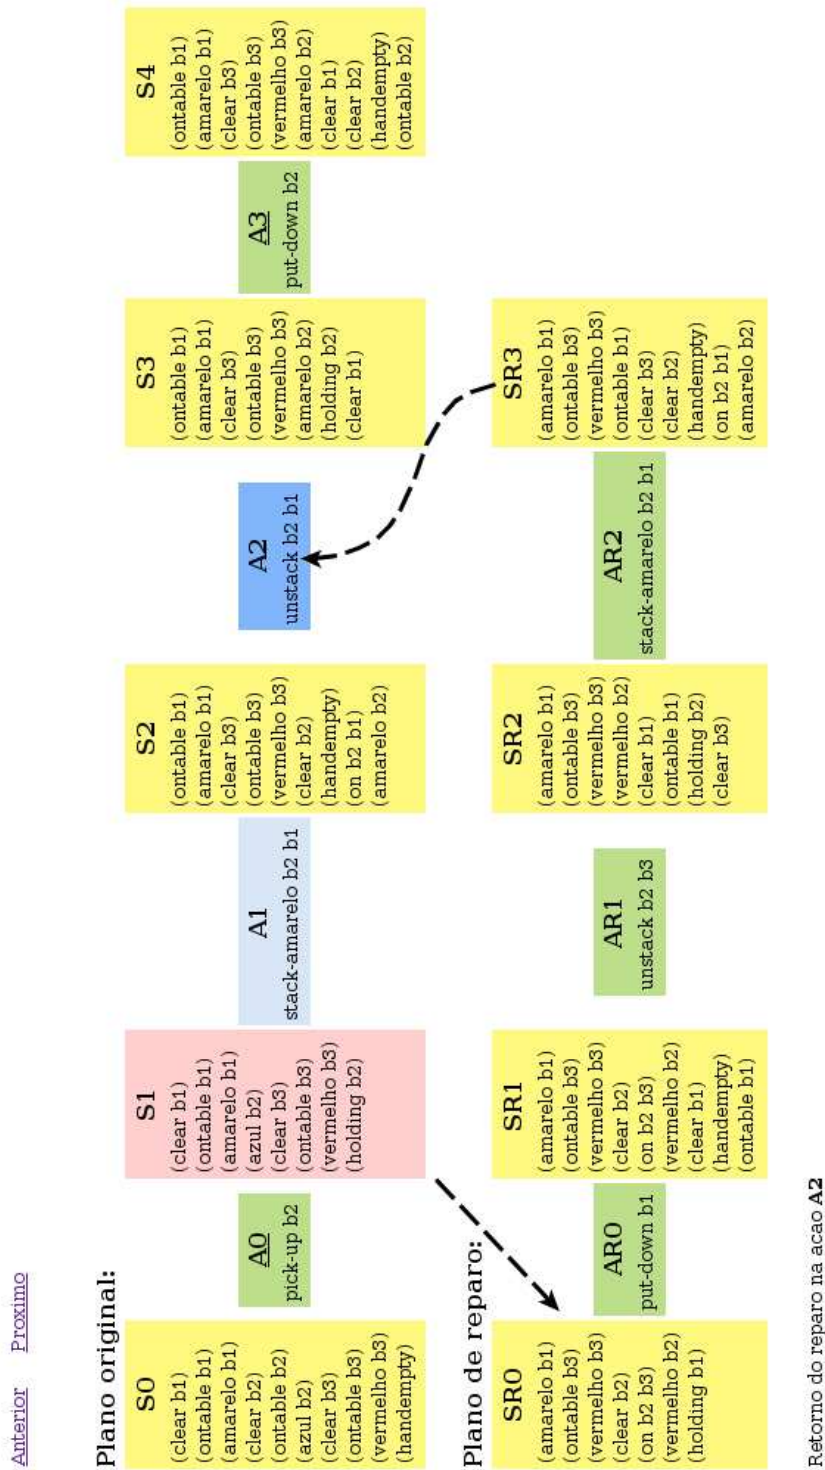 Anterior Proximo
Plano original:
S0
(clear b1)
(ontable b1)
(amarelo b1)
(clear b2)
(ontable b2)
(azul b2)
(clear b3)
(ontable b3)
(vermelho b3)
(handempty)
A0
pick-up b2
S1
(clear b1)
(ontable b1)
(amarelo b1)
(azul b2)
(clear b3)
(ontable b3)
(vermelho b3)
(holding b2)
A1
stack-amarelo b2 b1
S2
(ontable b1)
(amarelo b1)
(clear b3)
(ontable b3)
(vermelho b3)
(clear b2)
(handempty)
(on b2 b1)
(amarelo b2)
A2
unstack b2 b1
S3
(ontable b1)
(amarelo b1)
(clear b3)
(ontable b3)
(vermelho b3)
(amarelo b2)
(holding b2)
(clear b1)
A3
put-down b2
S4
(ontable b1)
(amarelo b1)
(clear b3)
(ontable b3)
(vermelho b3)
(amarelo b2)
(clear b1)
(clear b2)
(handempty)
(ontable b2)
Plano de reparo:
SR0
(amarelo b1)
(ontable b3)
(vermelho b3)
(clear b2)
(on b2 b3)
(vermelho b2)
(holding b1)
AR0
put-down b1
SR1
(amarelo b1)
(ontable b3)
(vermelho b3)
(clear b2)
(on b2 b3)
(vermelho b2)
(clear b1)
(handempty)
(ontable b1)
AR1
unstack b2 b3
SR2
(amarelo b1)
(ontable b3)
(vermelho b3)
(vermelho b2)
(clear b1)
(ontable b1)
(holding b2)
(clear b3)
AR2
stack-amarelo b2 b1
SR3
(amarelo b1)
(ontable b3)
(vermelho b3)
(ontable b1)
(clear b3)
(clear b2)
(handempty)
(on b2 b1)
(amarelo b2)
Retorno do reparo na acao A2